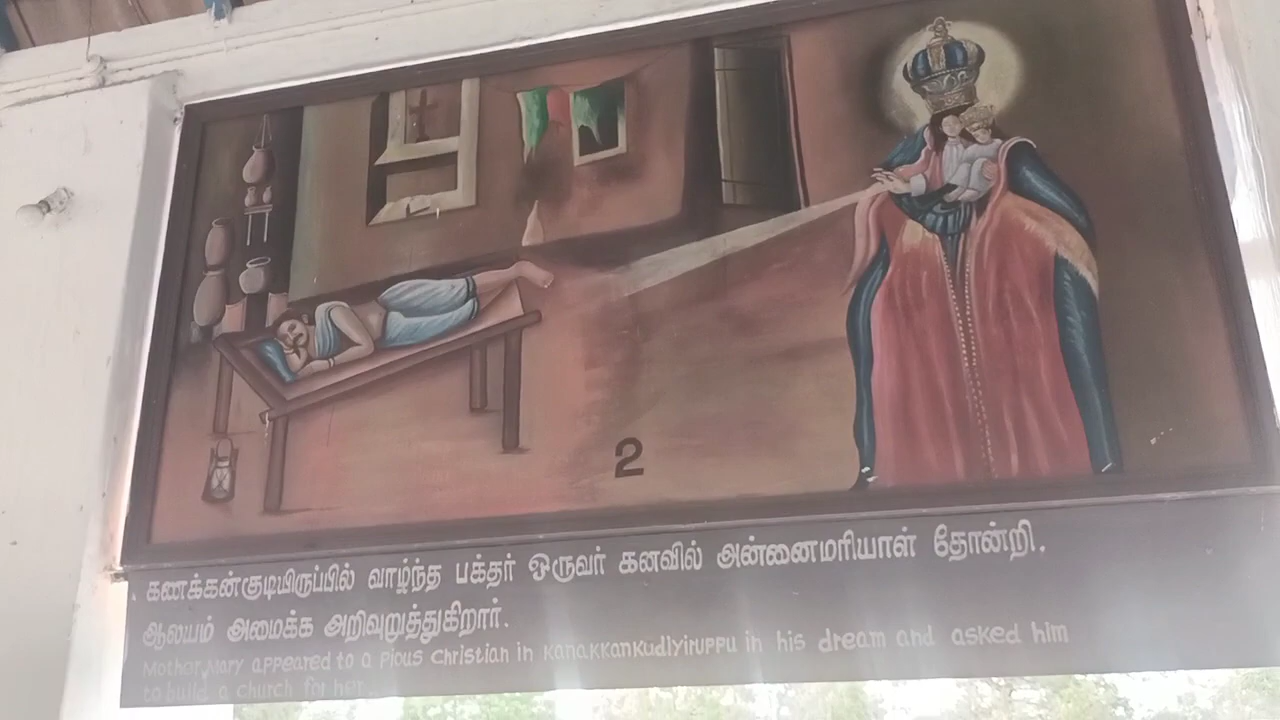 2
கணக்கன்குடியிருப்பில் வாழ்ந்த பக்தர் ஒருவர் கனவில் அன்னைமரியாள் தோன்றி,
ஆலயம் அமைக்க அறிவுறுத்துகிறார்.
Mother Mary appeared to a Pious Christian in Kanakkankudiyiruppu in his dream and asked him
to build a church for her.